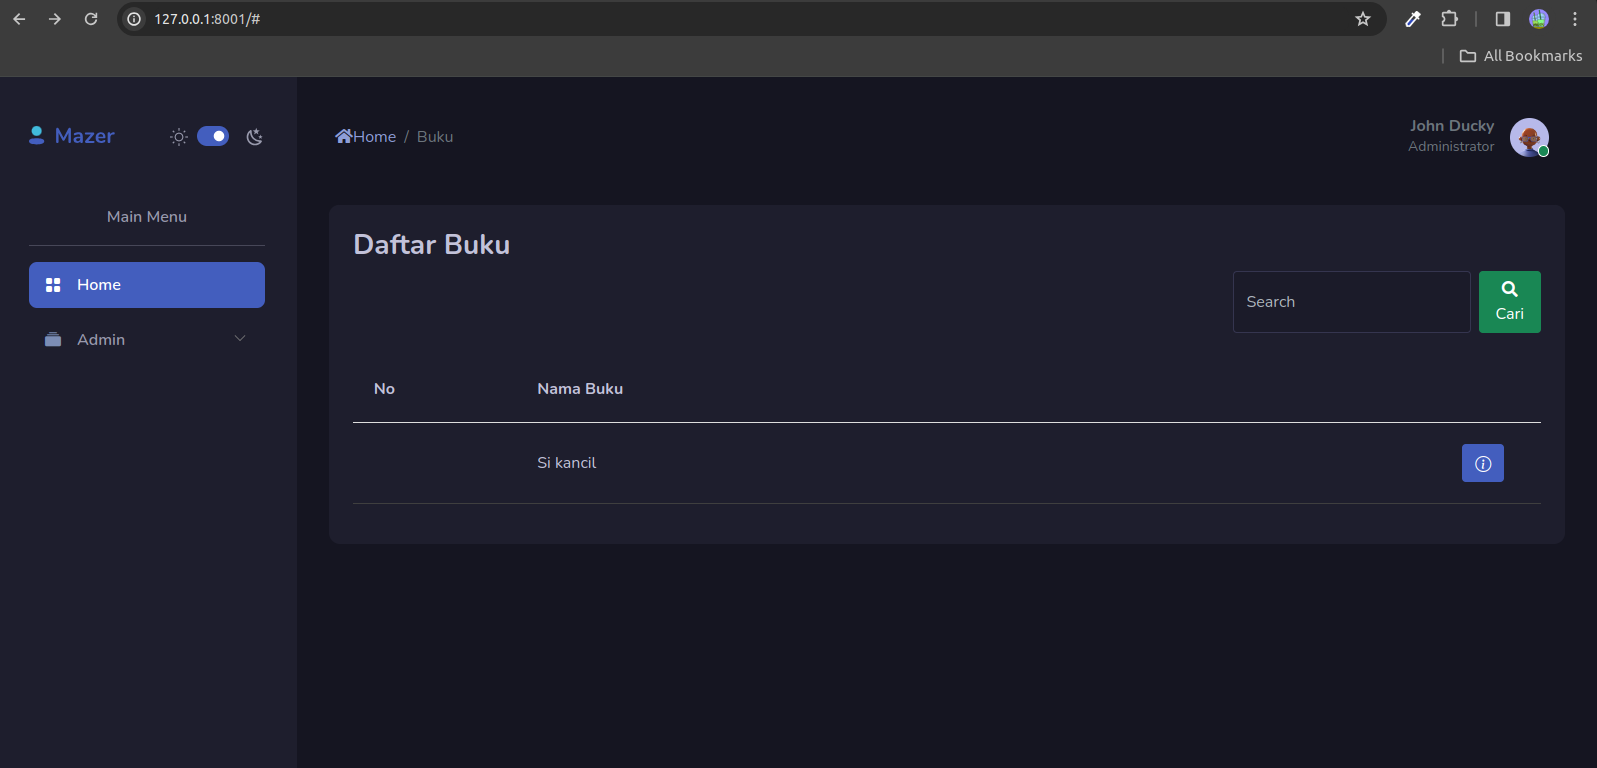 127.0.0.1:8001/#
All Bookmarks
Mazer
Home / Buku
John Ducky
Administrator
Main Menu
Home
Admin
Daftar Buku
Search
Cari
No Nama Buku
Si kancil